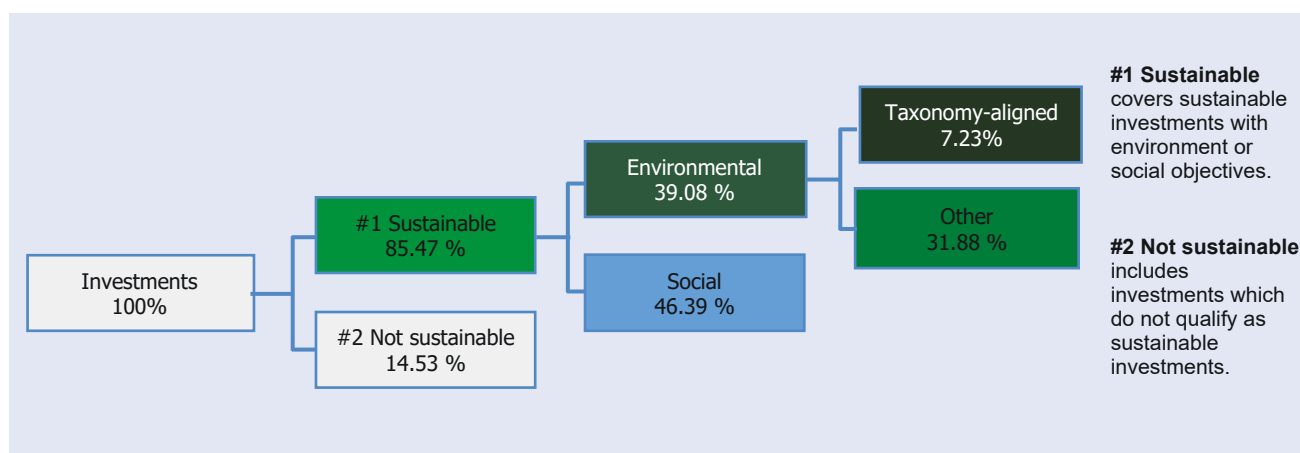 Investments
100%
#1 Sustainable
85.47 %
#2 Not sustainable
14.53 %
Environmental
39.08 %
Social
46.39 %
Taxonomy-aligned
7.23%
Other
31.88 %
#1 Sustainable
covers sustainable
investments with
environment or
social objectives.
#2 Not sustainable
includes
investments which
do not qualify as
sustainable
investments.